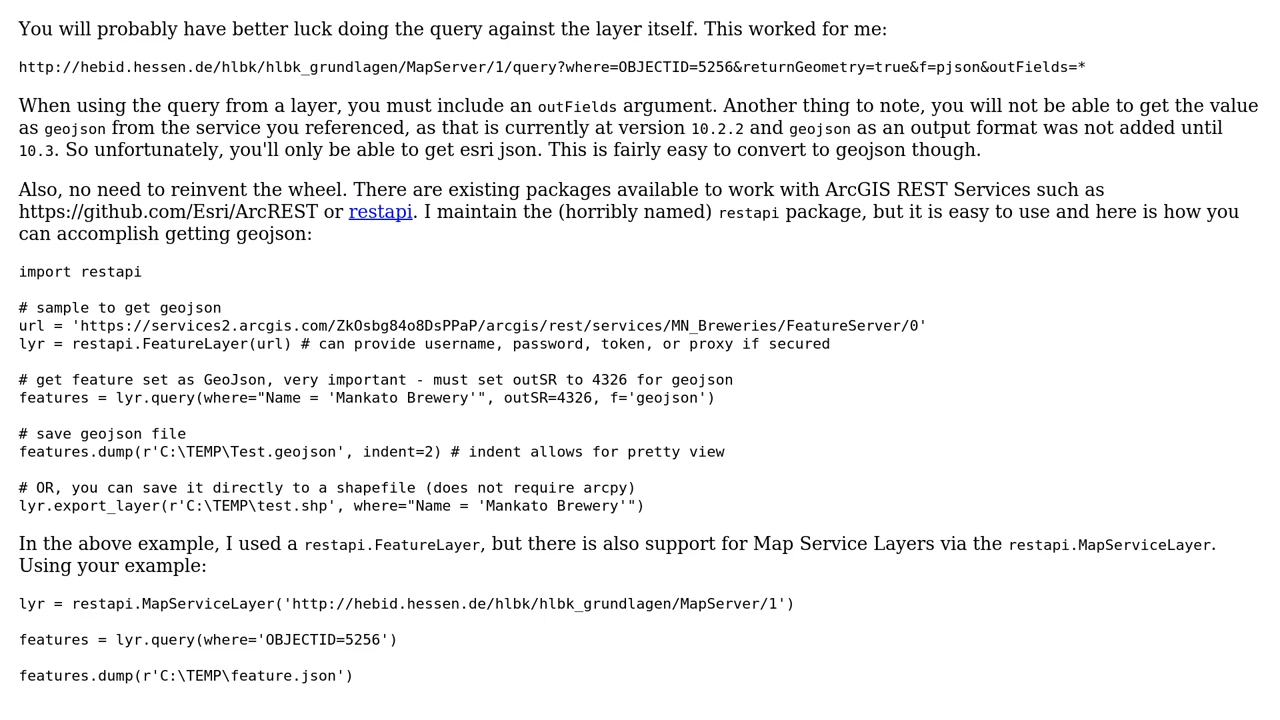 You will probably have better luck doing the query against the layer itself. This worked for me:
http://hebid.hessen.de/hlbk/hlbk_grundlagen/MapServer/1/query?where=OBJECTID=5256&returnGeometry=true&f=pjson&outFields=*
When using the query from a layer, you must include an outFields argument. Another thing to note, you will not be able to get the value
as geojson from the service you referenced, as that is currently at version 10.2.2 and geojson as an output format was not added until
10.3. So unfortunately, you'll only be able to get esri json. This is fairly easy to convert to geojson though.
Also, no need to reinvent the wheel. There are existing packages available to work with ArcGIS REST Services such as
https://github.com/Esri/ArcREST or restapi. I maintain the (horribly named) restapi package, but it is easy to use and here is how you
can accomplish getting geojson:
import restapi
# sample to get geojson
url = 'https://services2.arcgis.com/ZkOsbg84o8DsPPaP/arcgis/rest/services/MN_Breweries/FeatureServer/0'
lyr = restapi.FeatureLayer(url) # can provide username, password, token, or proxy if secured
# get feature set as GeoJson, very important - must set outSR to 4326 for geojson
features = lyr.query(where="Name = 'Mankato Brewery'", outSR=4326, f='geojson')
# save geojson file
features.dump(r'C:\TEMP\Test.geojson', indent=2) # indent allows for pretty view
# OR, you can save it directly to a shapefile (does not require arcpy)
lyr.export_layer(r'C:\TEMP\test.shp', where="Name = 'Mankato Brewery'")
In the above example, I used a restapi.FeatureLayer, but there is also support for Map Service Layers via the restapi.MapServiceLayer.
Using your example:
lyr = restapi.MapServiceLayer('http://hebid.hessen.de/hlbk/hlbk_grundlagen/MapServer/1')
features = lyr.query(where='OBJECTID=5256')
features.dump(r'C:\TEMP\feature.json')